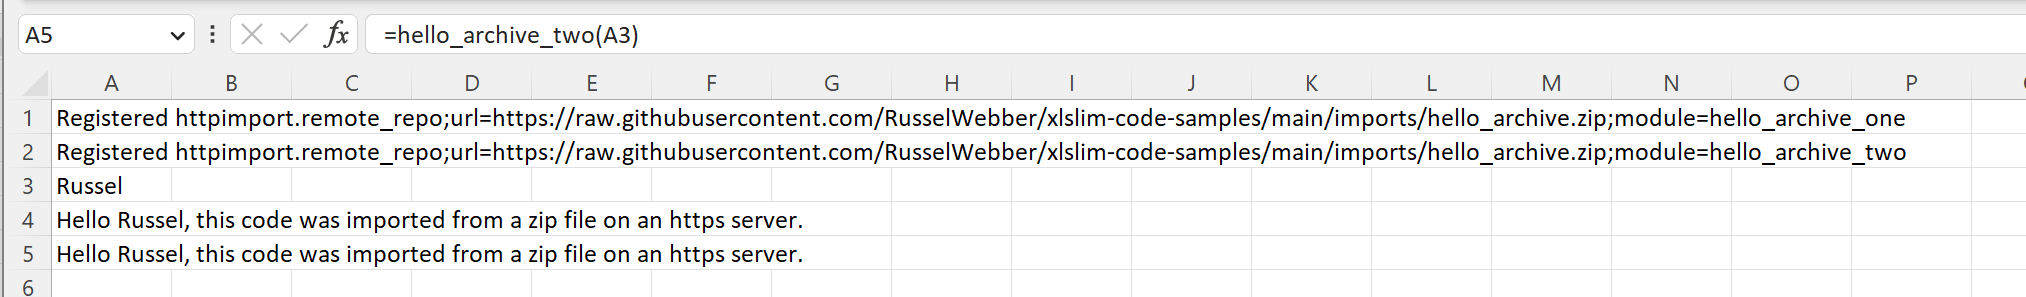 A5 fx =hello_archive_two(A3)
A B C D E F G H I J K L M N O P
1 Registered httpimport.remote_repo;url=https://raw.githubusercontent.com/RusselWebber/xlslim-code-samples/main/imports/hello_archive.zip;module=hello_archive_one
2 Registered httpimport.remote_repo;url=https://raw.githubusercontent.com/RusselWebber/xlslim-code-samples/main/imports/hello_archive.zip;module=hello_archive_two
3 Russel
4 Hello Russel, this code was imported from a zip file on an https server.
5 Hello Russel, this code was imported from a zip file on an https server.
6